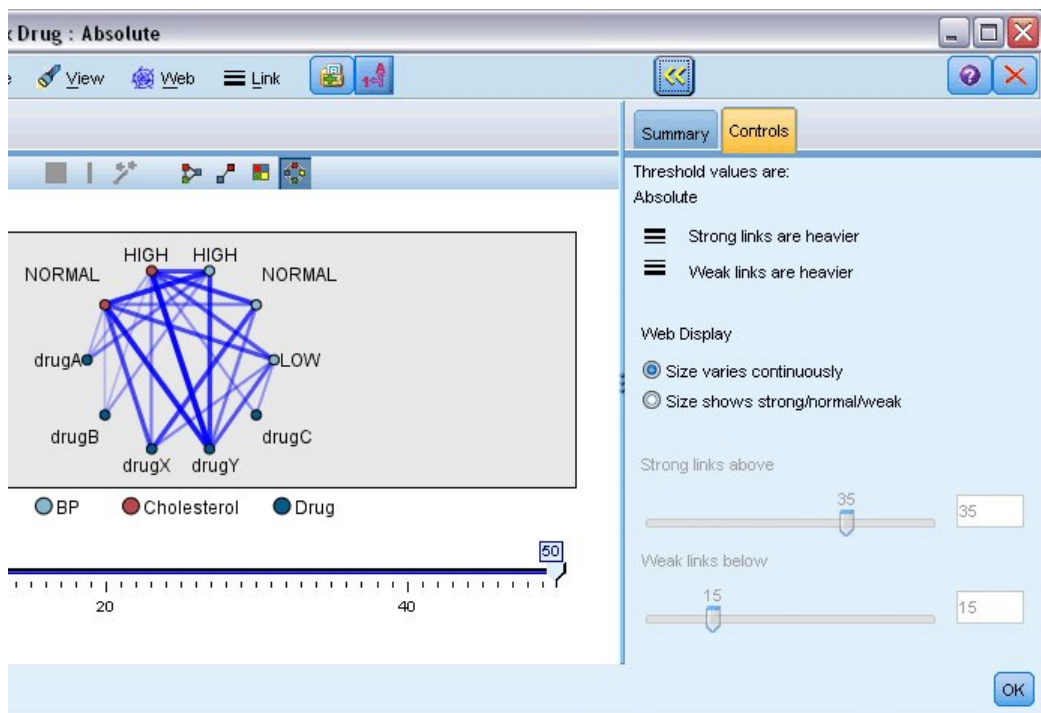 x Drug : Absolute
View Web Link
Summary Controls
Threshold values are:
Absolute
Strong links are heavier
Weak links are heavier
Web Display
Size varies continuously
Size shows strong/normal/weak
Strong links above
35
35
Weak links below
15
15
OK
HIGH HIGH
NORMAL NORMAL
drugA LOW
drugB drugC
drugX drugY
BP Cholesterol Drug
50
20 40